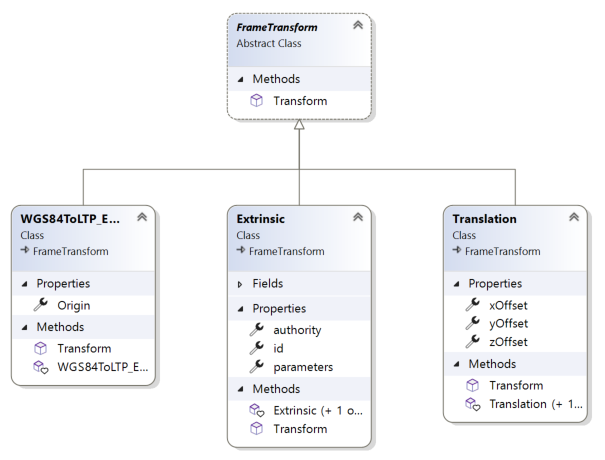 FrameTransform
Abstract Class
Methods
Transform
WGS84ToLTP_E...
Class
FrameTransform
Properties
Origin
Methods
Transform
WGS84ToLTP_E...
Extrinsic
Class
FrameTransform
Fields
Properties
authority
id
parameters
Methods
Extrinsic (+ 1 o...
Transform
Translation
Class
FrameTransform
Properties
xOffset
yOffset
zOffset
Methods
Transform
Translation (+ 1...